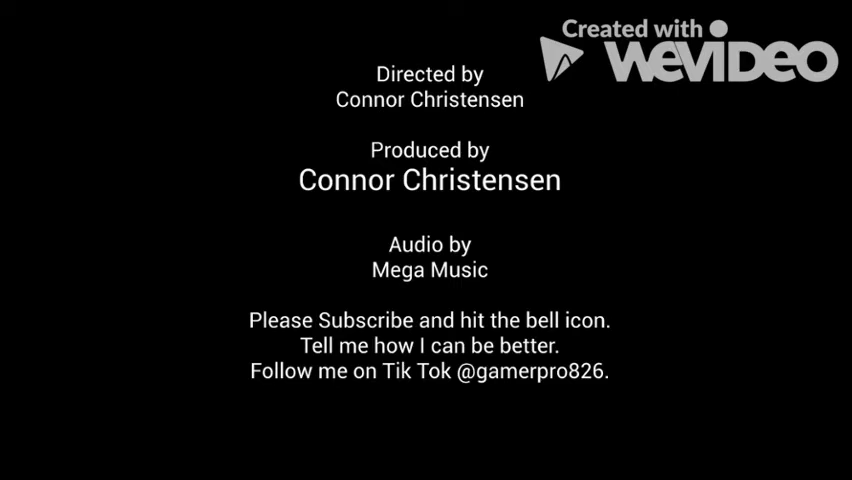 Created with
WEVIDEO
Directed by
Connor Christensen
Produced by
Connor Christensen
Audio by
Mega Music
Please Subscribe and hit the bell icon.
Tell me how I can be better.
Follow me on Tik Tok @gamerpro826.